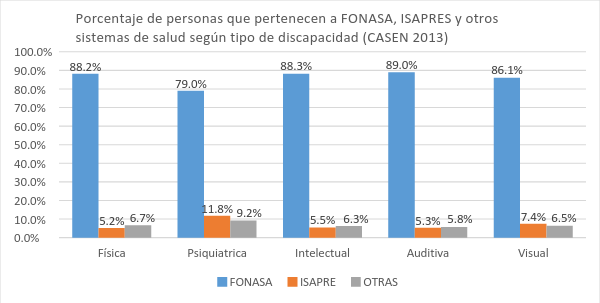 Porcentaje de personas que pertenecen a FONASA, ISAPRES y otros
sistemas de salud según tipo de discapacidad (CASEN 2013)
100.0%
90.0%
80.0%
70.0%
60.0%
50.0%
40.0%
30.0%
20.0%
10.0%
0.0%
88.2% 5.2% 6.7%
79.0% 11.8% 9.2%
88.3% 5.5% 6.3%
89.0% 5.3% 5.8%
86.1% 7.4% 6.5%
Física Psiquiatrica Intelectual Auditiva Visual
FONASA ISAPRE OTRAS